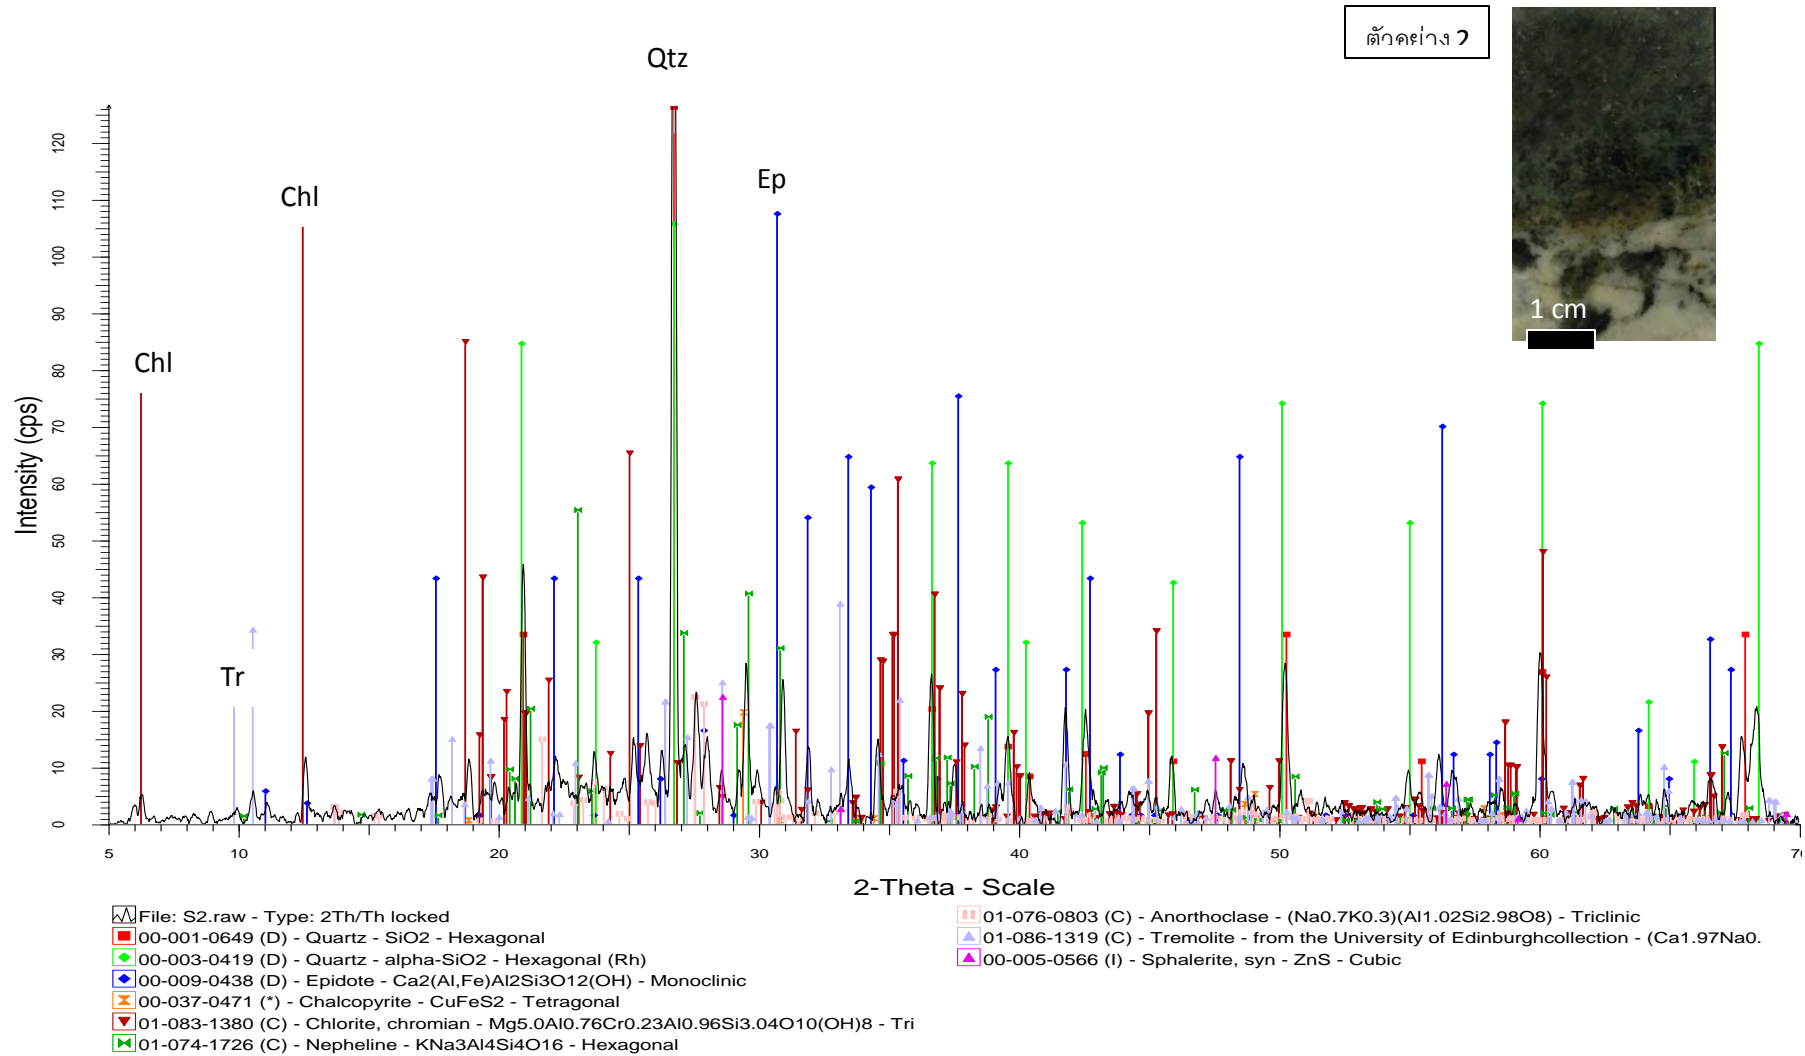 ตัวอย่าง 2
Qtz
Ep
Chl
Chl
Tr
1 cm
Intensity (cps)
120
110
100
90
80
70
60
50
40
30
20
10
0
5 10 20 30 40 50 60 70
2-Theta - Scale
File: S2.raw - Type: 2Th/Th locked
00-001-0649 (D) - Quartz - SiO2 - Hexagonal
00-003-0419 (D) - Quartz - alpha-SiO2 - Hexagonal (Rh)
00-009-0438 (D) - Epidote - Ca2(Al,Fe)Al2Si3O12(OH) - Monoclinic
00-037-0471 (*) - Chalcopyrite - CuFeS2 - Tetragonal
01-083-1380 (C) - Chlorite, chromian - Mg5.0Al0.76Cr0.23Al0.96Si3.04O10(OH)8 - Tri
01-074-1726 (C) - Nepheline - KNa3Al4Si4O16 - Hexagonal
01-076-0803 (C) - Anorthoclase - (Na0.7K0.3)(Al1.02Si2.98O8) - Triclinic
01-086-1319 (C) - Tremolite - from the University of Edinburghcollection - (Ca1.97Na0.
00-005-0566 (I) - Sphalerite, syn - ZnS - Cubic